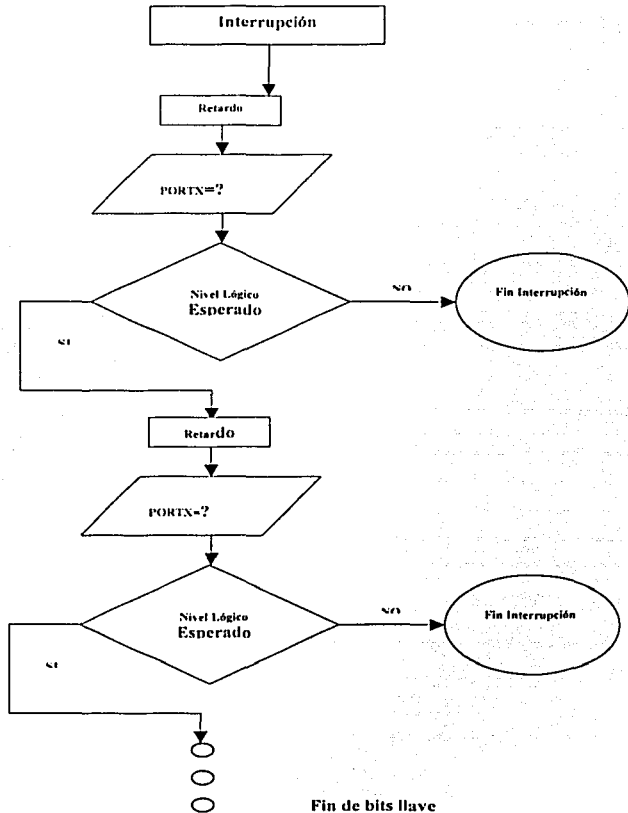 Interrupción
Retardo
PORTX=?
Nivel Lógico
Esperado
NO
Fin Interrupción
SI
Retardo
PORTX=?
Nivel Lógico
Esperado
NO
Fin Interrupción
SI
Fin de bits llave